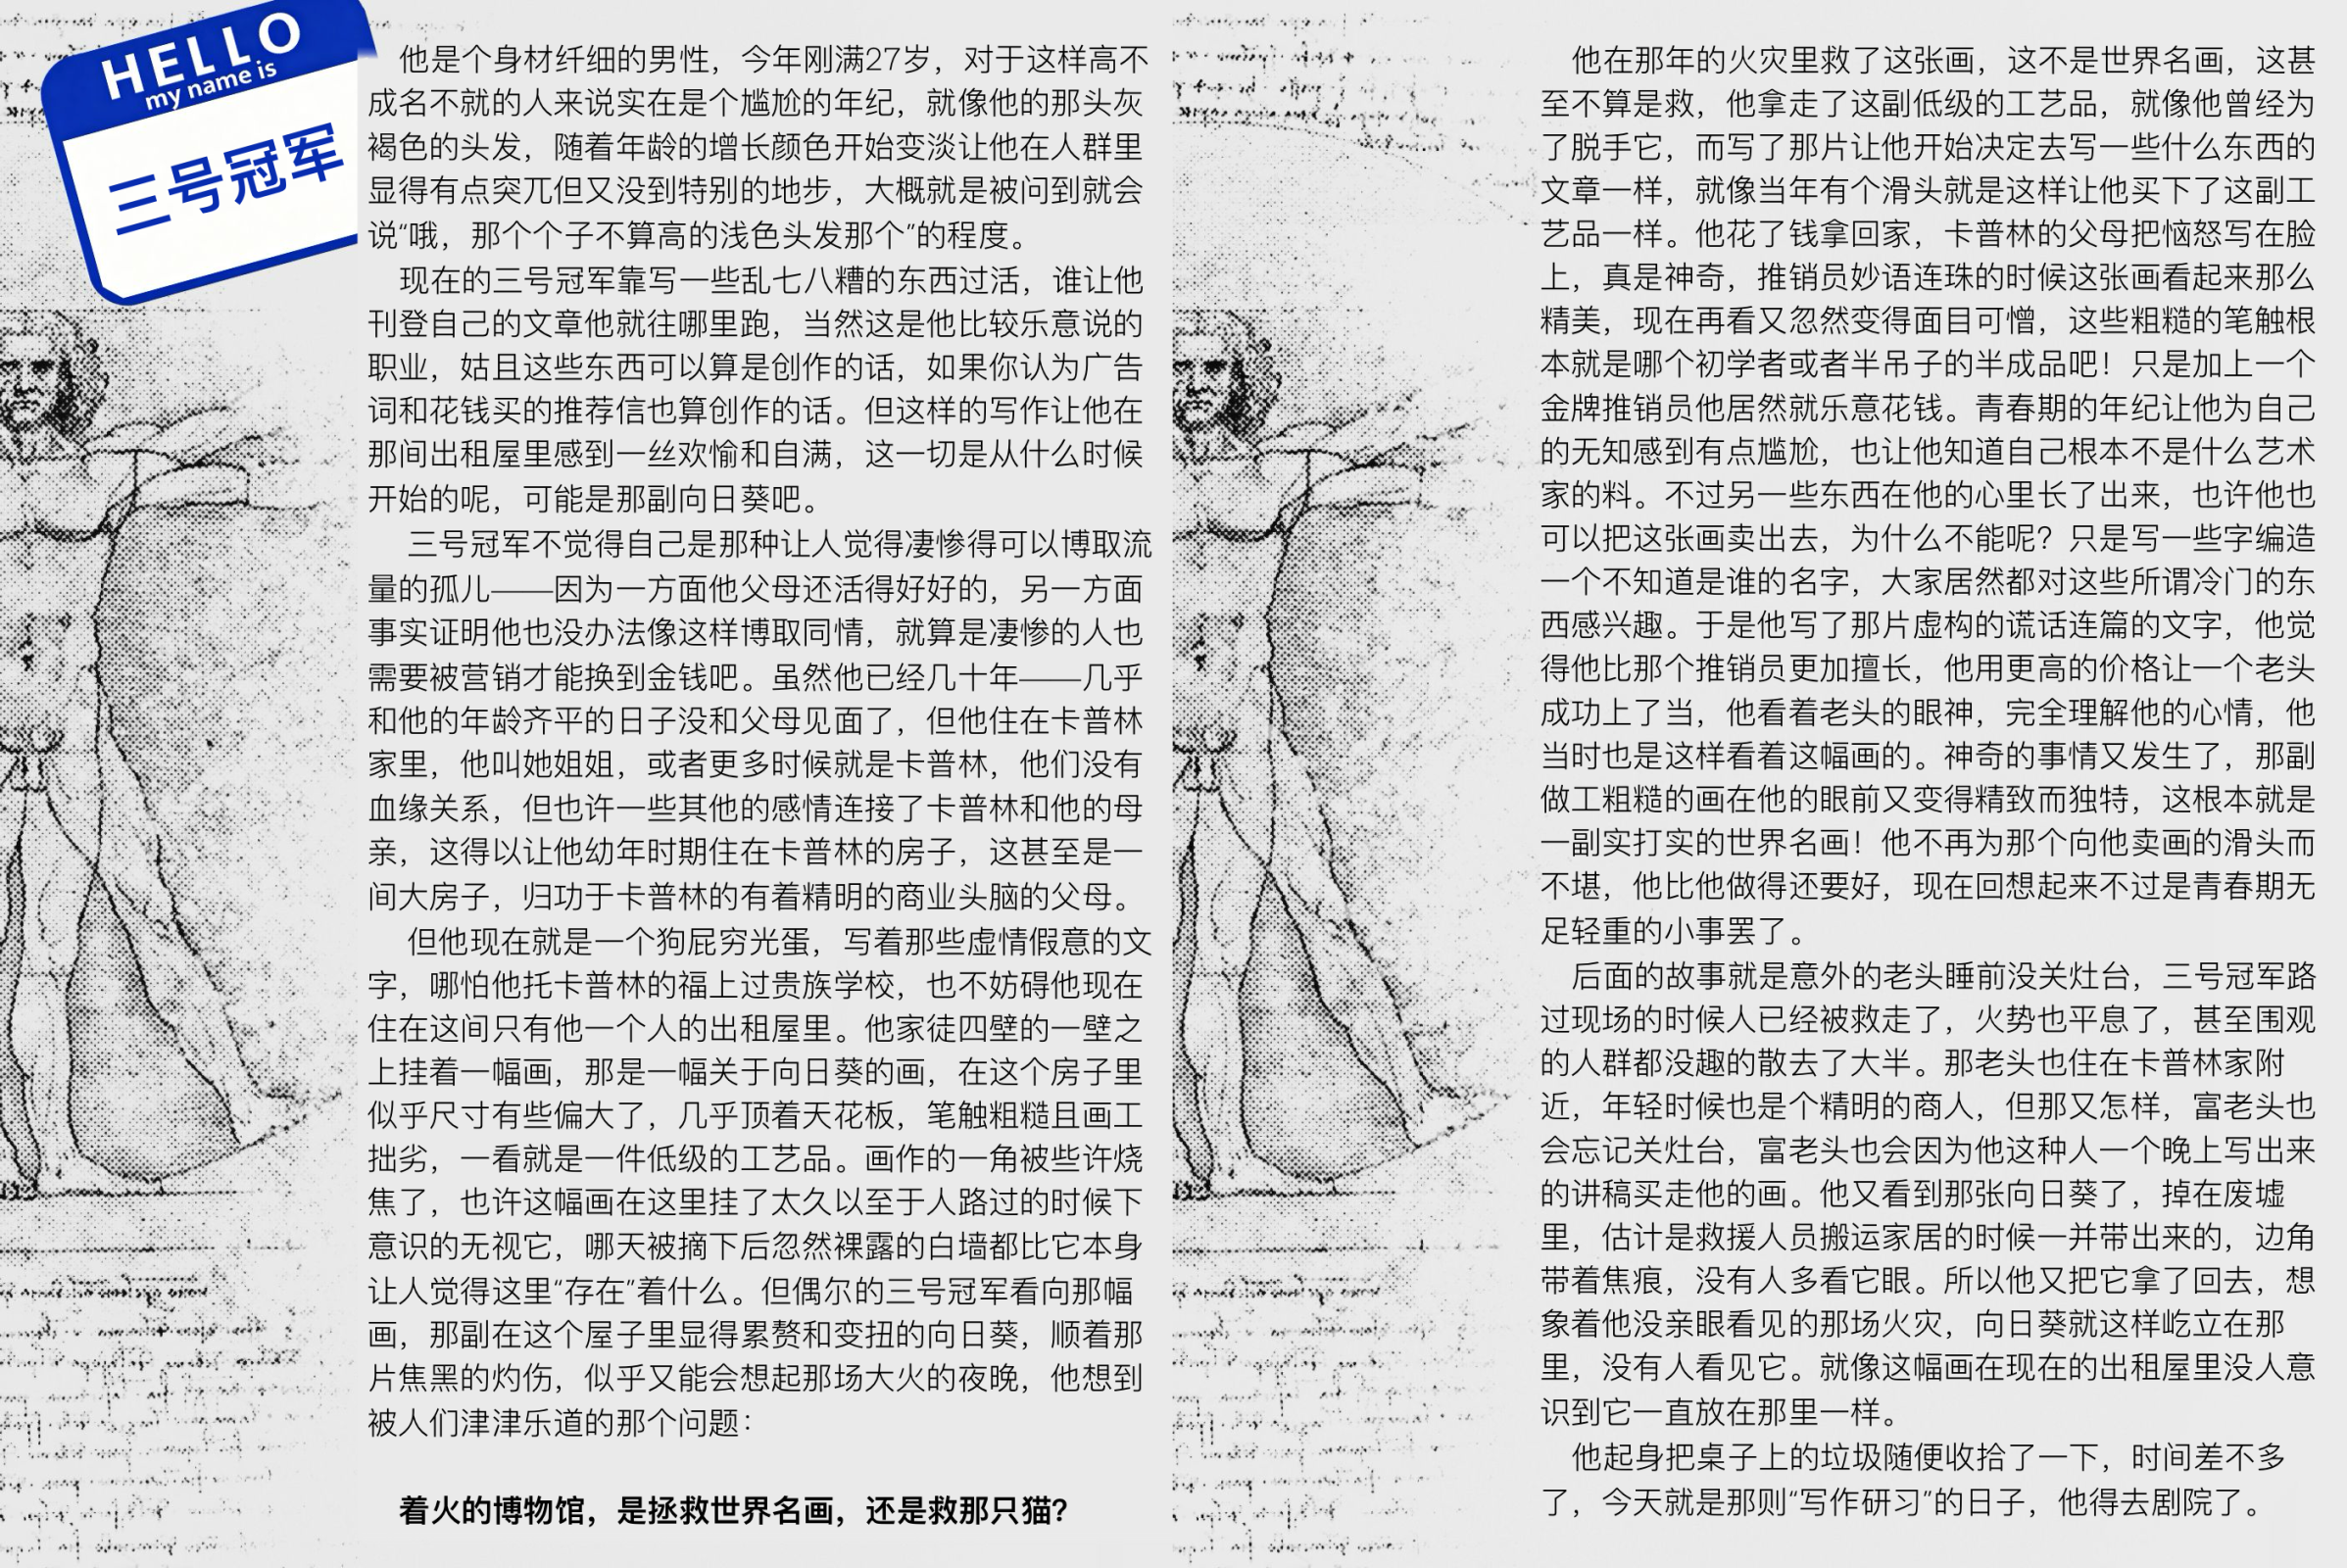 HELLO
my name is
三号冠军
他是个身材纤细的男性，今年刚满27岁，对于这样高不
成名不就的人来说实在是个尴尬的年纪，就像他的那头灰
褐色的头发，随着年龄的增长颜色开始变淡让他在人群里
显得有点突兀但又没到特别的地步，大概就是被问到就会
说“哦，那个个子不算高的浅色头发那个”的程度。
现在的三号冠军靠写一些乱七八糟的东西过活，谁让他
刊登自己的文章他就往哪里跑，当然这是他比较乐意说的
职业，姑且这些东西可以算是创作的话，如果你认为广告
词和花钱买的推荐信也算创作的话。但这样的写作让他在
那间出租屋里感到一丝欢愉和自满，这一切是从什么时候
开始的呢，可能是那副向日葵吧。
三号冠军不觉得自己是那种让人觉得凄惨得可以博取流
量的孤儿——因为一方面他父母还活得好好的，另一方面
事实证明他也没办法像这样博取同情，就算是凄惨的人也
需要被营销才能换到金钱吧。虽然他已经几十年——几乎
和他的年龄齐平的日子没和父母见面了，但他住在卡普林
家里，他叫她姐姐，或者更多时候就是卡普林，他们没有
血缘关系，但也许一些其他的感情连接了卡普林和他的母
亲，这得以让他幼年时期住在卡普林的房子，这甚至是一
间大房子，归功于卡普林的有着精明的商业头脑的父母。
但他现在就是一个狗屁穷光蛋，写着那些虚情假意的文
字，哪怕他托卡普林的福上过贵族学校，也不妨碍他现在
住在这间只有他一个人的出租屋里。他家徒四壁的一壁之
上挂着一幅画，那是一幅关于向日葵的画，在这个房子里
似乎尺寸有些偏大了，几乎顶着天花板，笔触粗糙且画工
拙劣，一看就是一件低级的工艺品。画作的一角被些许烧
焦了，也许这幅画在这里挂了太久以至于人路过的时候下
意识的无视它，哪天被摘下后忽然裸露的白墙都比它本身
让人觉得这里“存在”着什么。但偶尔的三号冠军看向那幅
画，那副在这个屋子里显得累赘和变扭的向日葵，顺着那
片焦黑的灼伤，似乎又能会想起那场大火的夜晚，他想到
被人们津津乐道的那个问题：
着火的博物馆，是拯救世界名画，还是救那只猫？
他在那年的火灾里救了这张画，这不是世界名画，这甚
至不算是救，他拿走了这副低级的工艺品，就像他曾经为
了脱手它，而写了那片让他开始决定去写一些什么东西的
文章一样，就像当年有个滑头就是这样让他买下了这副工
艺品一样。他花了钱拿回家，卡普林的父母把恼怒写在脸
上，真是神奇，推销员妙语连珠的时候这张画看起来那么
精美，现在再看又忽然变得面目可憎，这些粗糙的笔触根
本就是哪个初学者或者半吊子的半成品吧！只是加上一个
金牌推销员他居然就乐意花钱。青春期的年纪让他为自己
的无知感到有点尴尬，也让他知道自己根本不是什么艺术
家的料。不过另一些东西在他的心里长了出来，也许他也
可以把这张画卖出去，为什么不能呢？只是写一些字编造
一个不知道是谁的名字，大家居然都对这些所谓冷门的东
西感兴趣。于是他写了那片虚构的谎话连篇的文字，他觉
得他比那个推销员更加擅长，他用更高的价格让一个老头
成功上了当，他看着老头的眼神，完全理解他的心情，他
当时也是这样看着这幅画的。神奇的事情又发生了，那副
做工粗糙的画在他的眼前又变得精致而独特，这根本就是
一副实打实的世界名画！他不再为那个向他卖画的滑头而
不堪，他比他做得还要好，现在回想起来不过是青春期无
足轻重的小事罢了。
后面的故事就是意外的老头睡前没关灶台，三号冠军路
过现场的时候人已经被救走了，火势也平息了，甚至围观
的人群都没趣的散去了大半。那老头也住在卡普林家附
近，年轻时候也是个精明的商人，但那又怎样，富老头也
会忘记关灶台，富老头也会因为他这种人一个晚上写出来
的讲稿买走他的画。他又看到那张向日葵了，掉在废墟
里，估计是救援人员搬运家居的时候一并带出来的，边角
带着焦痕，没有人多看它眼。所以他又把它拿了回去，想
象着他没亲眼看见的那场火灾，向日葵就这样屹立在那
里，没有人看见它。就像这幅画在现在的出租屋里没人意
识到它一直放在那里一样。
他起身把桌子上的垃圾随便收拾了一下，时间差不多
了，今天就是那则“写作研习”的日子，他得去剧院了。